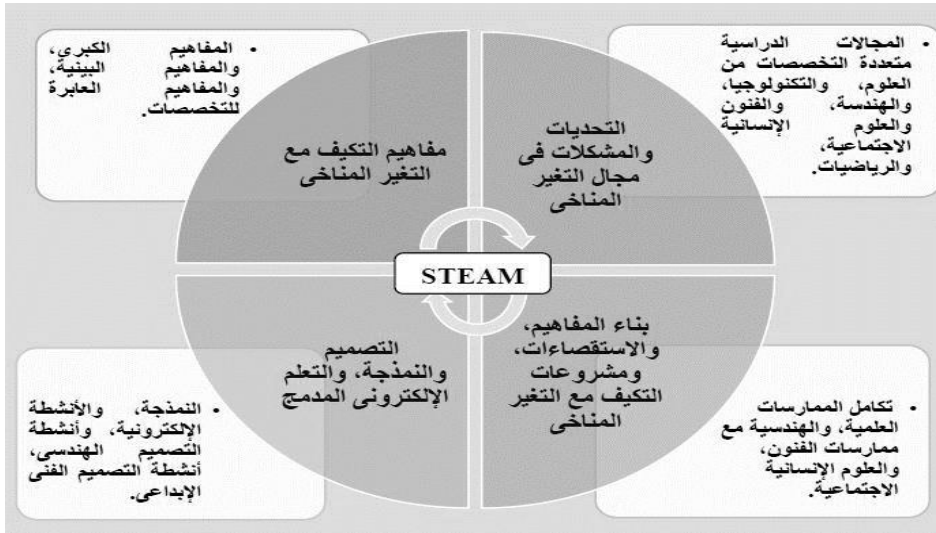 • المجالات الدراسية
متعددة التخصصات من
العلوم، والتكنولوجيا،
والهندسة، والفنون
والعلوم الإنسانية
الاجتماعية،
والرياضيات.
التحديات
والمشكلات فى
مجال التغير
المناخى
• المفاهيم الكبرى،
والمفاهيم البينية،
والمفاهيم العابرة
للتخصصات.
مفاهيم التكيف مع
التغير المناخى
STEAM
بناء المفاهيم،
والاستقصاءات،
ومشروعات
التكيف مع التغير
المناخى
• تكامل الممارسات
العلمية، والهندسية مع
ممارسات الفنون،
والعلوم الإنسانية
الاجتماعية.
التصميم
والنمذجة، والتعلم
الإلكترونى المدمج
• النمذجة، والأنشطة
الإلكترونية، وأنشطة
التصميم الهندسى،
أنشطة التصميم الفنى
الإبداعى.